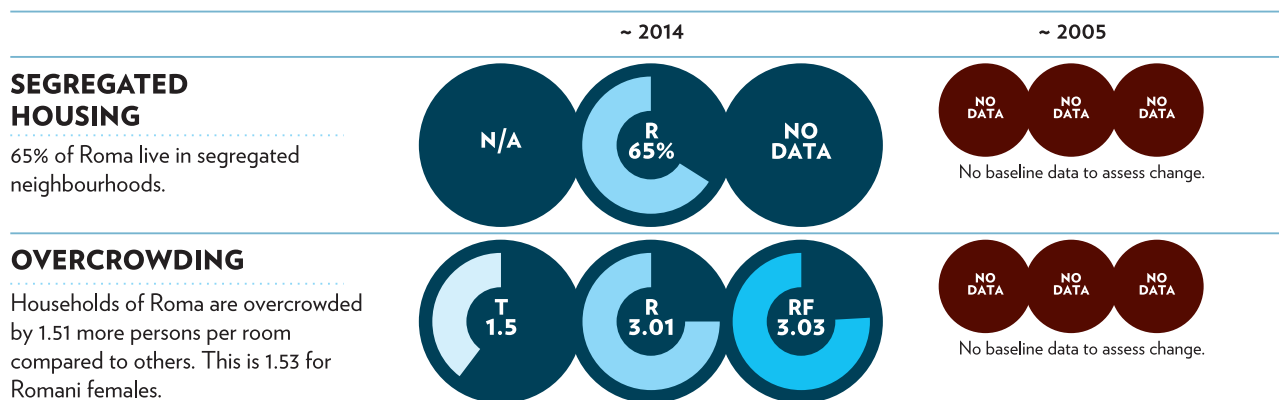 ~ 2014
~ 2005
SEGREGATED
HOUSING
65% of Roma live in segregated
neighbourhoods.
N/A
R
65%
NO
DATA
NO
DATA
NO
DATA
NO
DATA
No baseline data to assess change.
OVERCROWDING
Households of Roma are overcrowded
by 1.51 more persons per room
compared to others. This is 1.53 for
Romani females.
T
1.5
R
3.01
RF
3.03
NO
DATA
NO
DATA
NO
DATA
No baseline data to assess change.